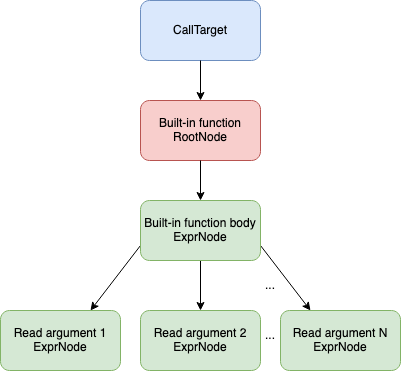 CallTarget
Built-in function
RootNode
Built-in function body
ExprNode
...
Read argument 1
ExprNode
Read argument 2
ExprNode
...
Read argument N
ExprNode